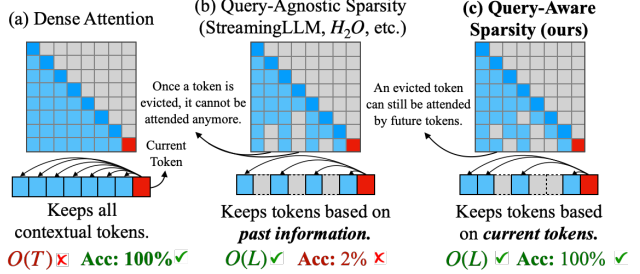 (a) Dense Attention
(b) Query-Agnostic Sparsity
(StreamingLLM, H2O, etc.)
(c) Query-Aware
Sparsity (ours)
Once a token is
evicted, it cannot be
attended anymore.
An evicted token
can still be attended
by future tokens.
Current
Token
Keeps all
contextual tokens.
Keeps tokens based on
past information.
Keeps tokens based
on current tokens.
O(T) ✗ Acc: 100% ✓
O(L) ✓ Acc: 2% ✗
O(L) ✓ Acc: 100% ✓